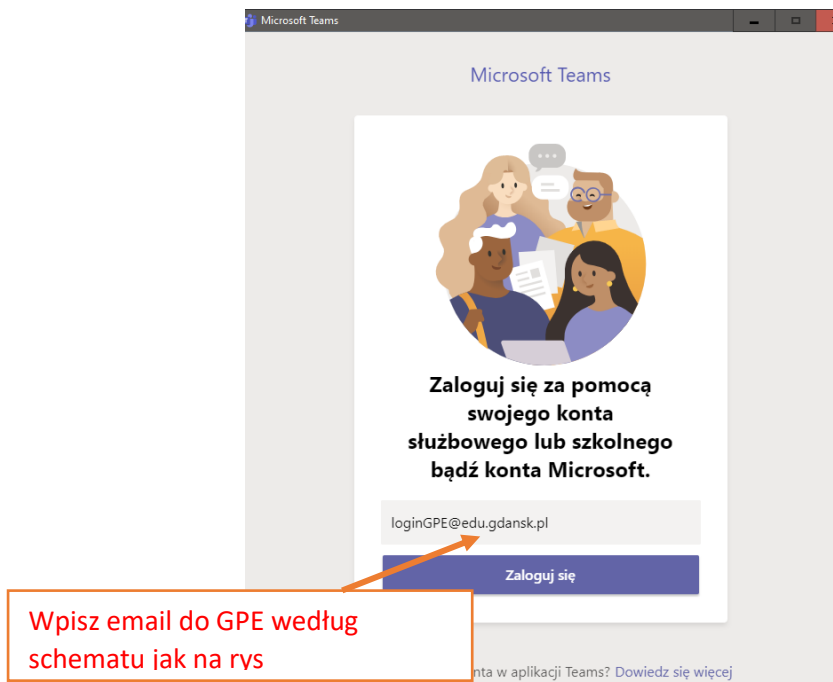 Microsoft Teams
Microsoft Teams
Zaloguj się za pomocą
swojego konta
służbowego lub szkolnego
bądź konta Microsoft.
loginGPE@edu.gdansk.pl
Zaloguj się
Wpisz email do GPE według
schematu jak na rys
nta w aplikacji Teams? Dowiedz się więcej